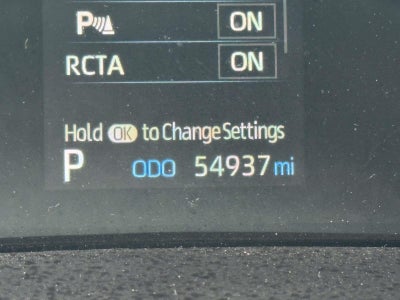 P ON
RCTA ON
Hold OK to Change Settings
P ODO 54937 mi